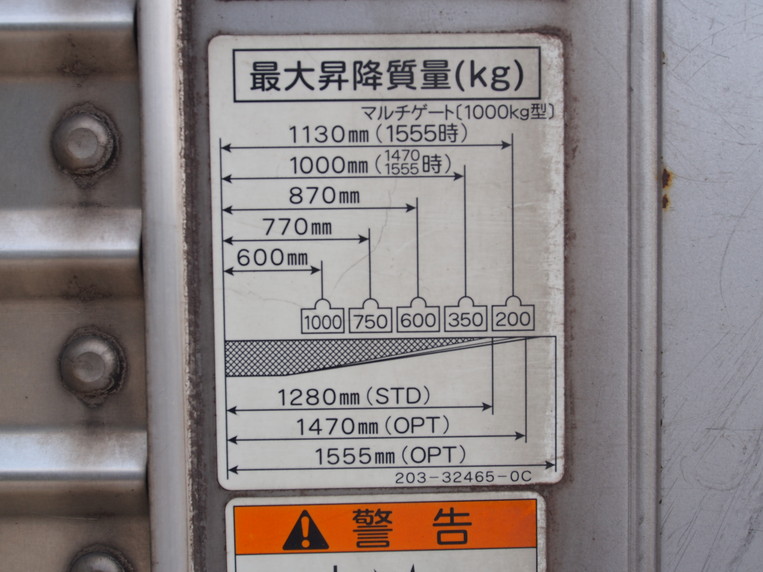 最大昇降質量(kg)
マルチゲート〔1000kg型〕
1130mm(1555時)
1000mm(1470 1555時)
870mm
770mm
600mm
1000 750 600 350 200
1280mm(STD)
1470mm(OPT)
1555mm(OPT)
203-32465-0C
警告